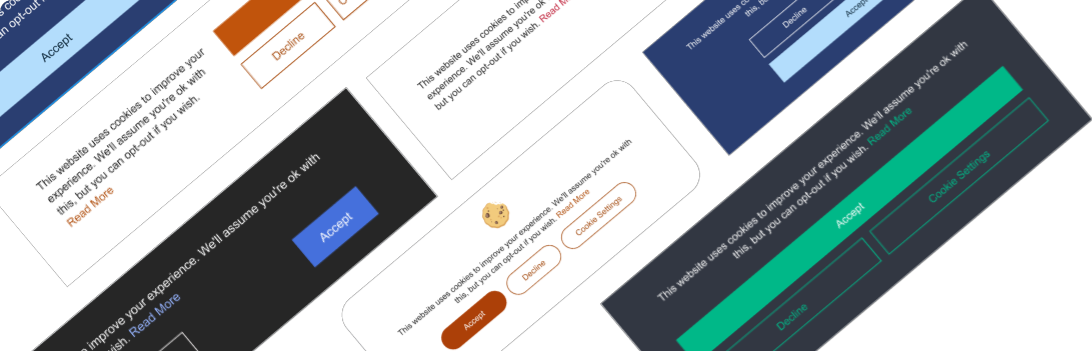 an opt-out
Accept
This website uses cookies to improve your
experience. We'll assume you're ok with
this, but you can opt-out if you wish.
Read More
Decline
improve your experience. We'll assume you're ok with
Read More
Accept
This website uses cookies to
experience. We'll assume you're ok
but you can opt-out if you wish. Read
This website uses cookies to improve your experience. We'll assume you're ok with
this, but you can opt-out if you wish. Read More
Accept
Decline
Cookie Settings
This website uses
this, but you can
Decline
Accept
This website uses cookies to improve your experience. We'll assume you're ok with
this, but you can opt-out if you wish. Read More
Accept
Decline
Cookie Settings